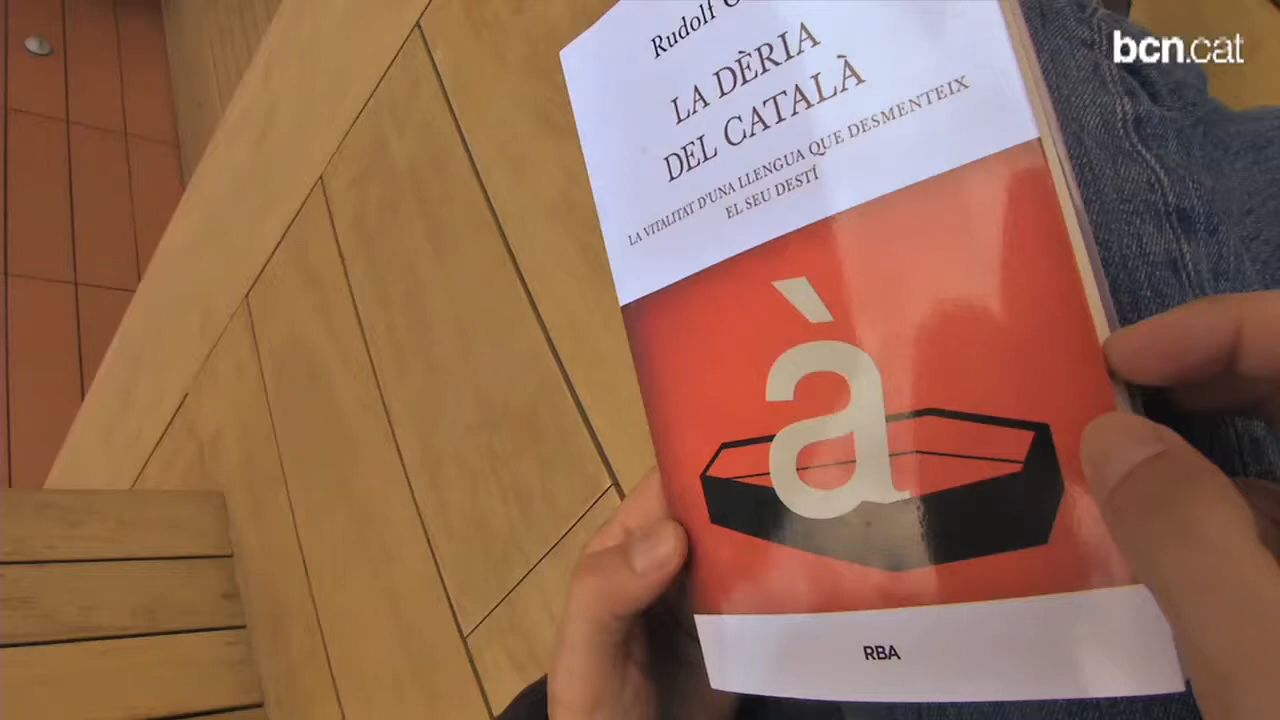 bcn.cat
Rudolf
LA DÈRIA
DEL CATALÀ
LA VITALITAT D'UNA LLENGUA QUE DESMENTEIX
EL SEU DESTÍ
à
RBA